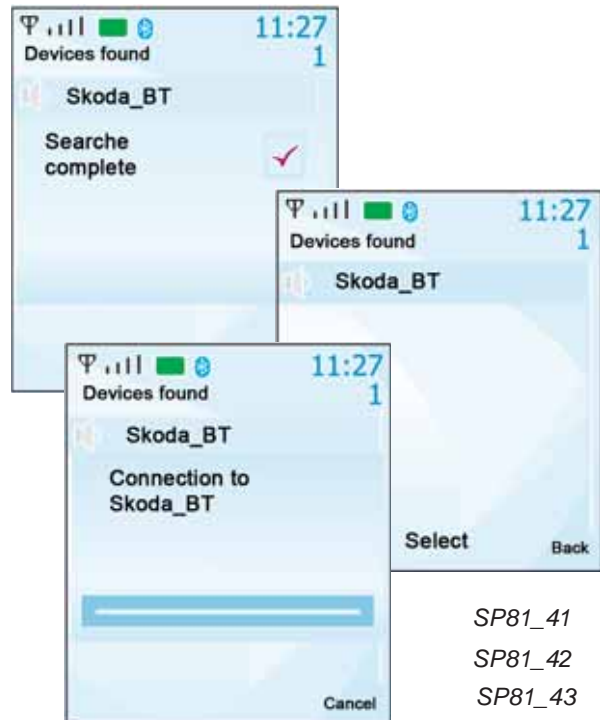 11:27
Devices found 1
Skoda_BT
Searche
complete
11:27
Devices found 1
Skoda_BT
Select Back
11:27
Devices found 1
Skoda_BT
Connection to
Skoda_BT
Cancel
SP81_41
SP81_42
SP81_43